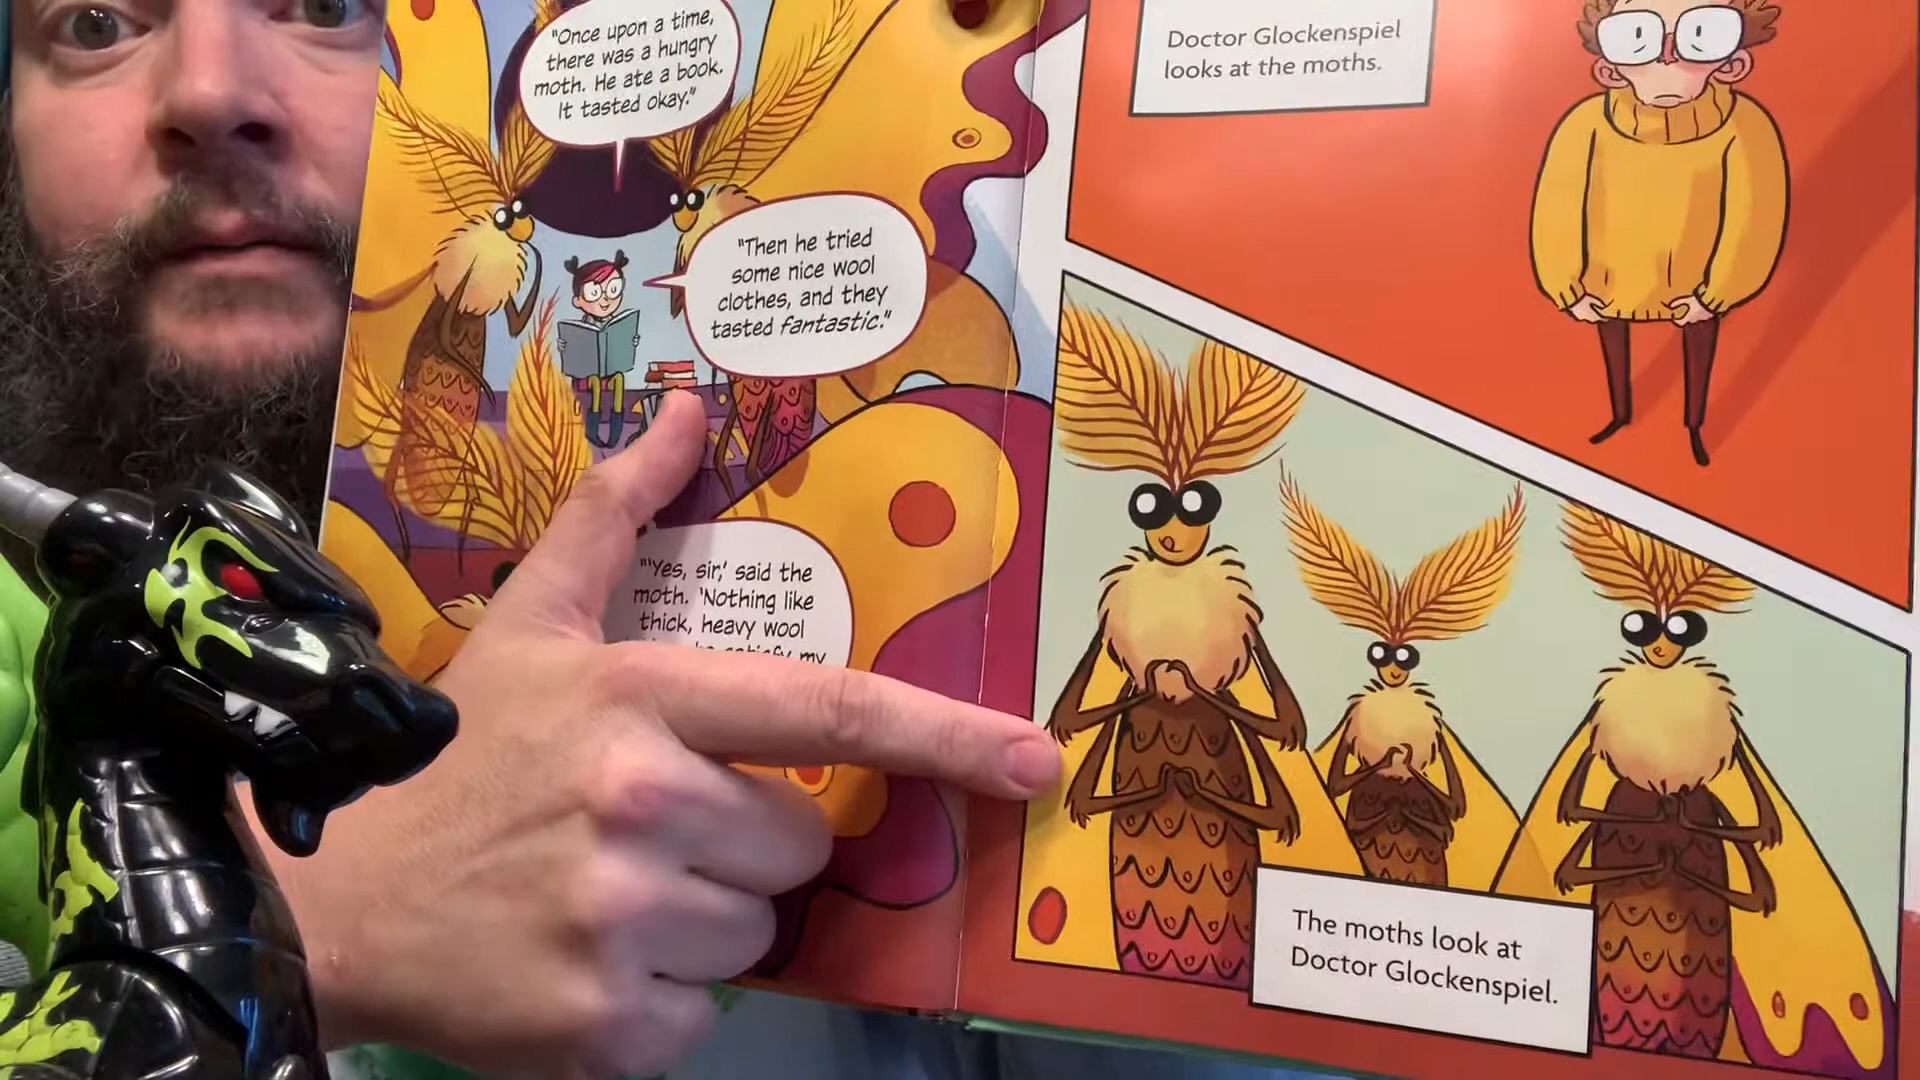 "Once upon a time,
there was a hungry
moth. He ate a book.
It tasted okay."
"Then he tried
some nice wool
clothes, and they
tasted fantastic."
"'Yes, sir,' said the
moth. 'Nothing like
thick, heavy wool
satisfy my
Doctor Glockenspiel
looks at the moths.
The moths look at
Doctor Glockenspiel.